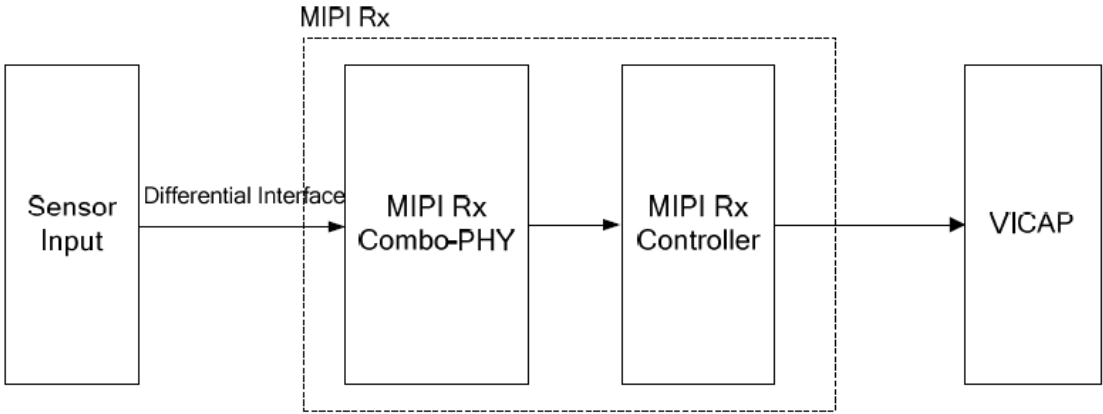 MIPI Rx
Sensor
Input
Differential Interface
MIPI Rx
Combo-PHY
MIPI Rx
Controller
VICAP